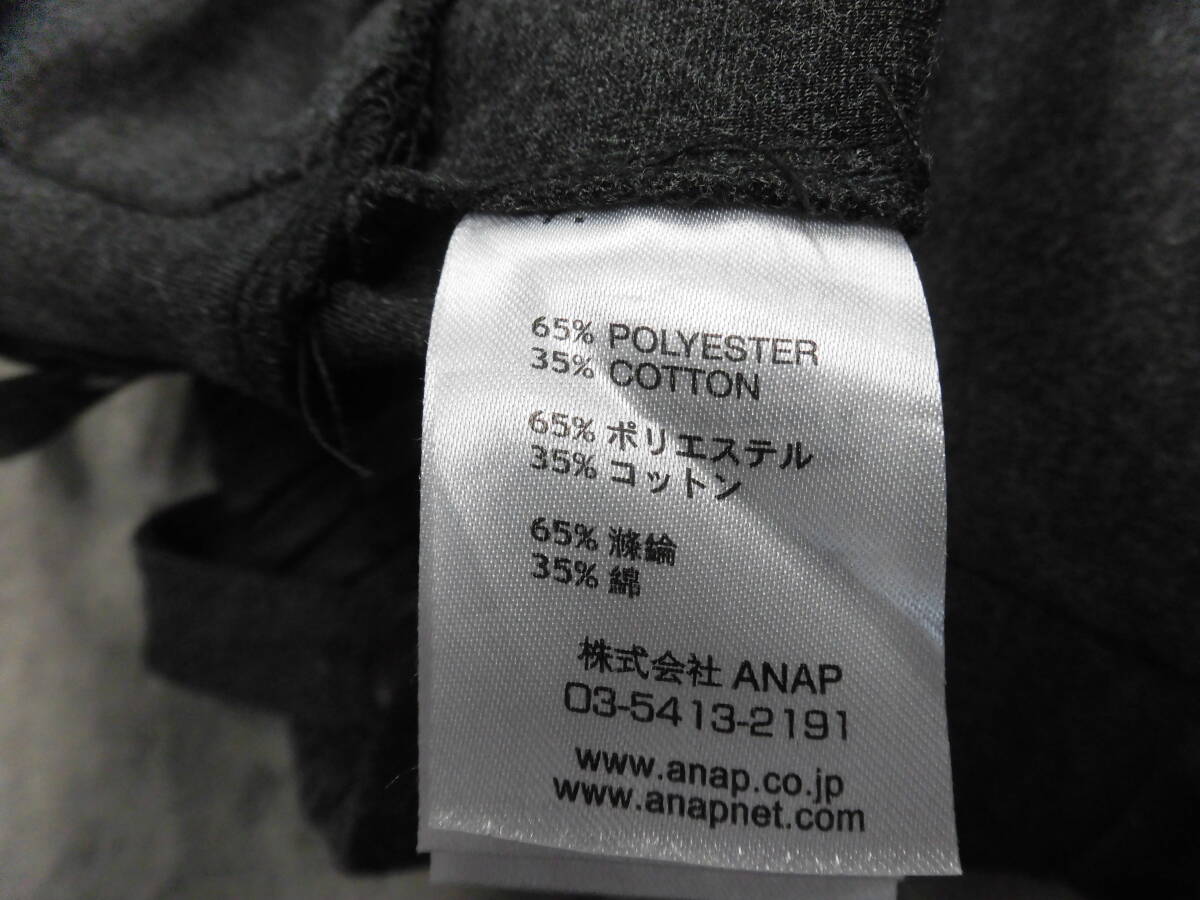 65% POLYESTER
35% COTTON
65% ポリエステル
35% コットン
65% 滌綸
35% 綿
株式会社 ANAP
03-5413-2191
www.anap.co.jp
www.anapnet.com